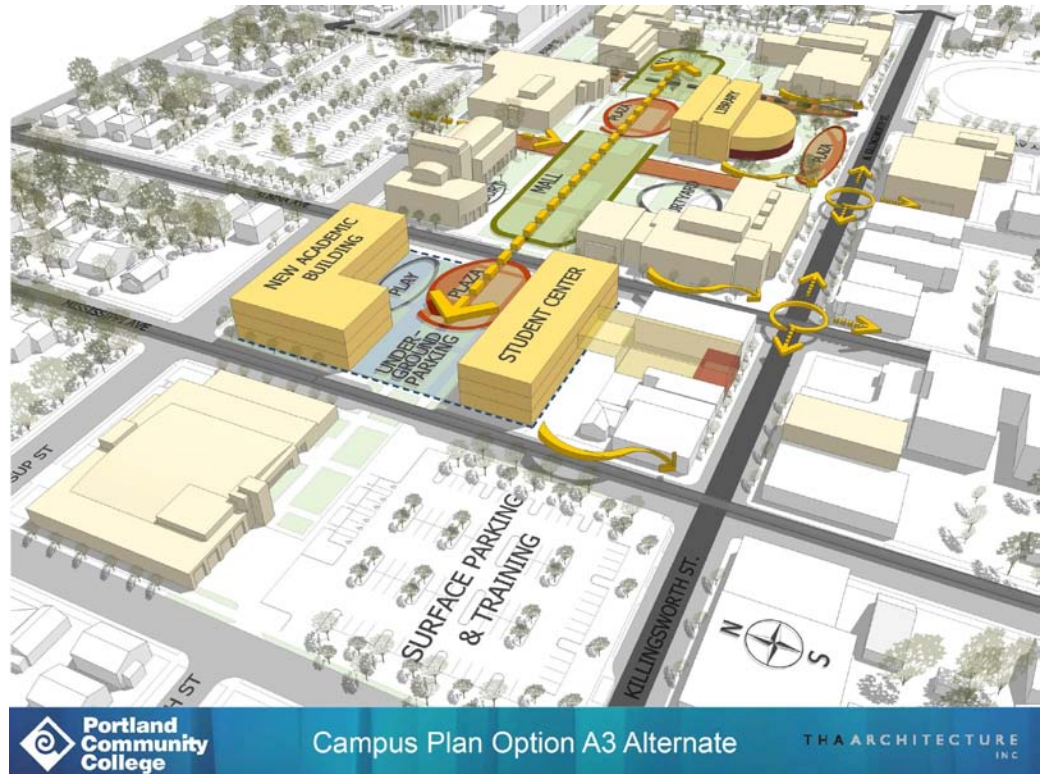 LIBRARY
PLAZA
PLAZA
MALL
NEW ACADEMIC
BUILDING
PLAY
PLAZA
STUDENT CENTER
UNDER-
GROUND
PARKING
SURFACE PARKING
& TRAINING
KILLINGSWORTH ST.
N
S
Portland
Community
College
Campus Plan Option A3 Alternate
THA ARCHITECTURE
INC